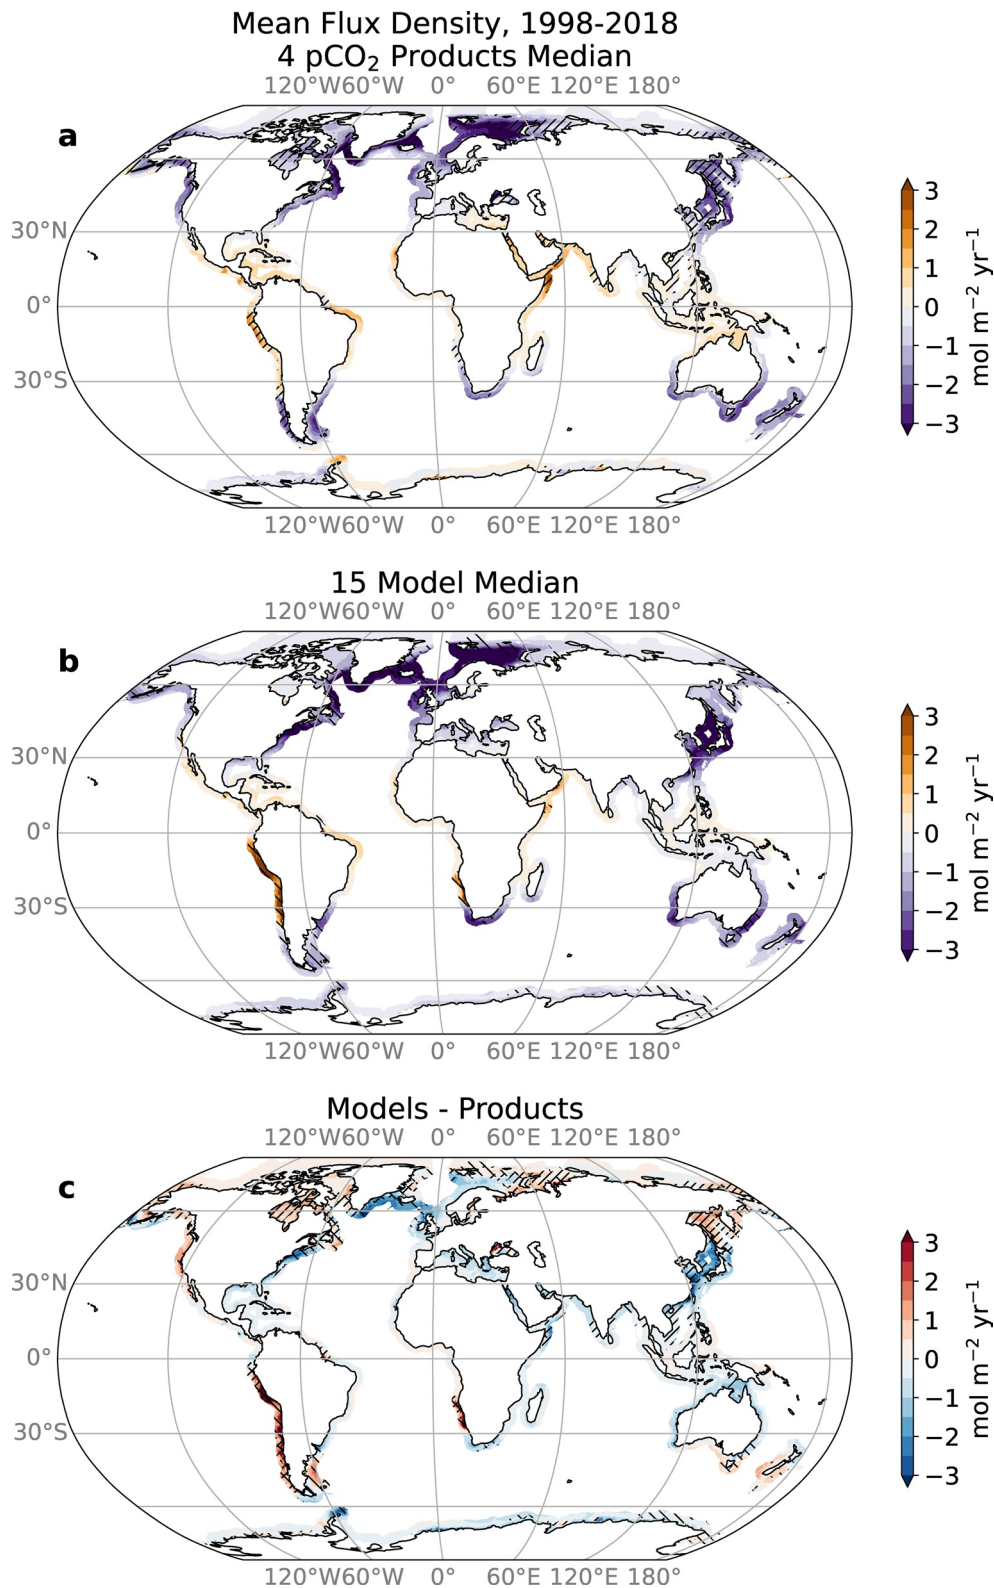 Mean Flux Density, 1998-2018
4 pCO₂ Products Median
120°W60°W 0° 60°E 120°E 180°
a
30°N
0°
30°S
120°W60°W 0° 60°E 120°E 180°
3
2
1
0
−1
−2
−3
mol m⁻² yr⁻¹
15 Model Median
120°W60°W 0° 60°E 120°E 180°
b
30°N
0°
30°S
120°W60°W 0° 60°E 120°E 180°
3
2
1
0
−1
−2
−3
mol m⁻² yr⁻¹
Models - Products
120°W60°W 0° 60°E 120°E 180°
c
30°N
0°
30°S
120°W60°W 0° 60°E 120°E 180°
3
2
1
0
−1
−2
−3
mol m⁻² yr⁻¹